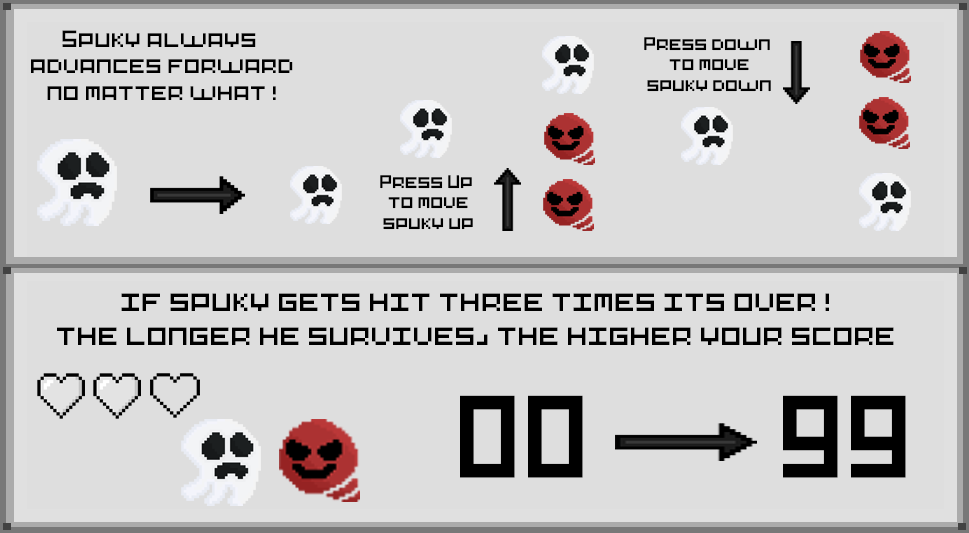 SPUKY ALWAYS
ADVANCES FORWARD
NO MATTER WHAT!
PRESS UP
TO MOVE
SPUKY UP
PRESS DOWN
TO MOVE
SPUKY DOWN
IF SPUKY GETS HIT THREE TIMES ITS OVER!
THE LONGER HE SURVIVES, THE HIGHER YOUR SCORE
00
99